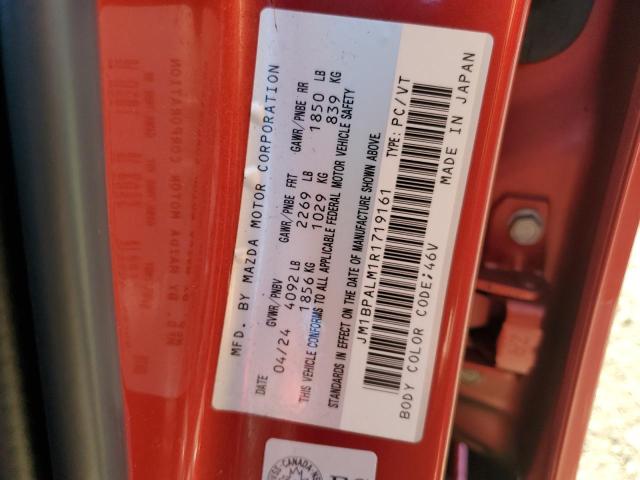 MFD. BY MAZDA MOTOR CORPORATION
DATE GVWR/PNBV GAWR/PNBE FRT GAWR/PNBE RR
04/24 4092 LB 2269 LB 1850 LB
1856 KG 1029 KG 839 KG
THIS VEHICLE CONFORMS TO ALL APPLICABLE FEDERAL MOTOR VEHICLE SAFETY
STANDARDS IN EFFECT ON THE DATE OF MANUFACTURE SHOWN ABOVE.
JM1BPALM1R1719161 TYPE: PC/VT
BODY COLOR CODE;46V MADE IN JAPAN